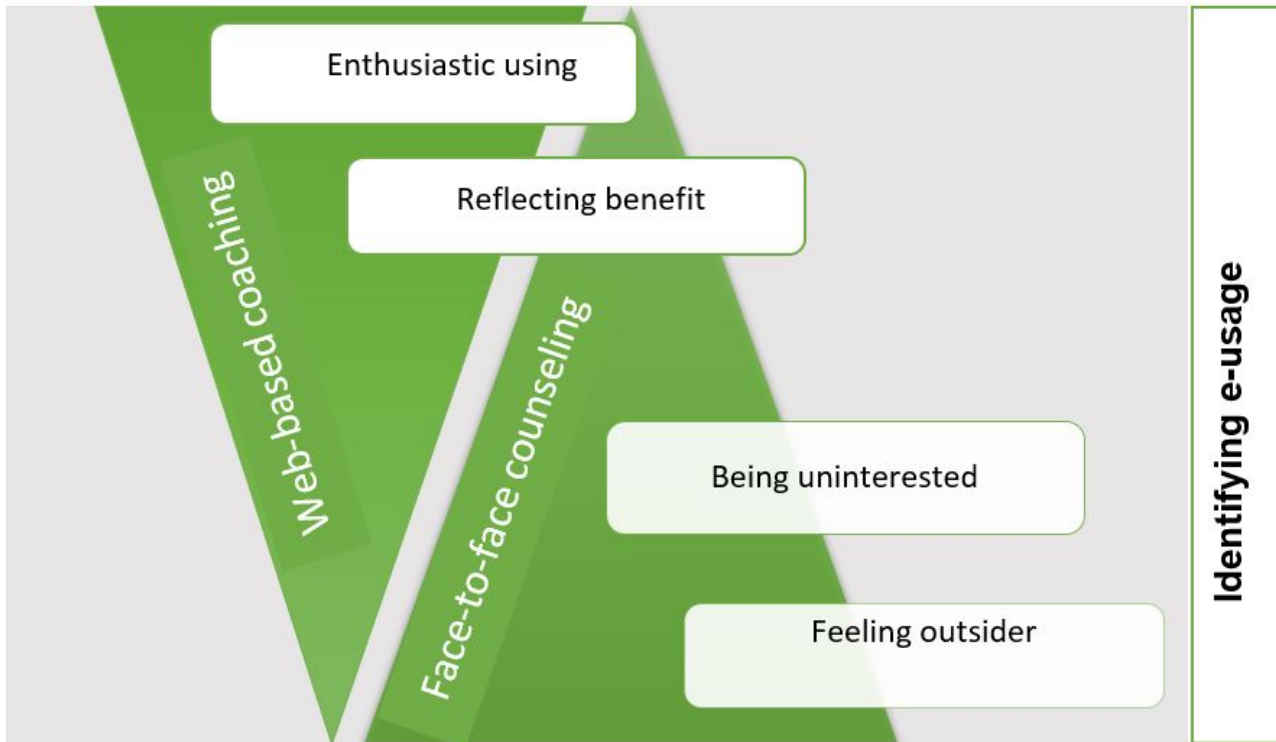 Enthusiastic using
Reflecting benefit
Web-based coaching
Face-to-face counseling
Being uninterested
Feeling outsider
Identifying e-usage